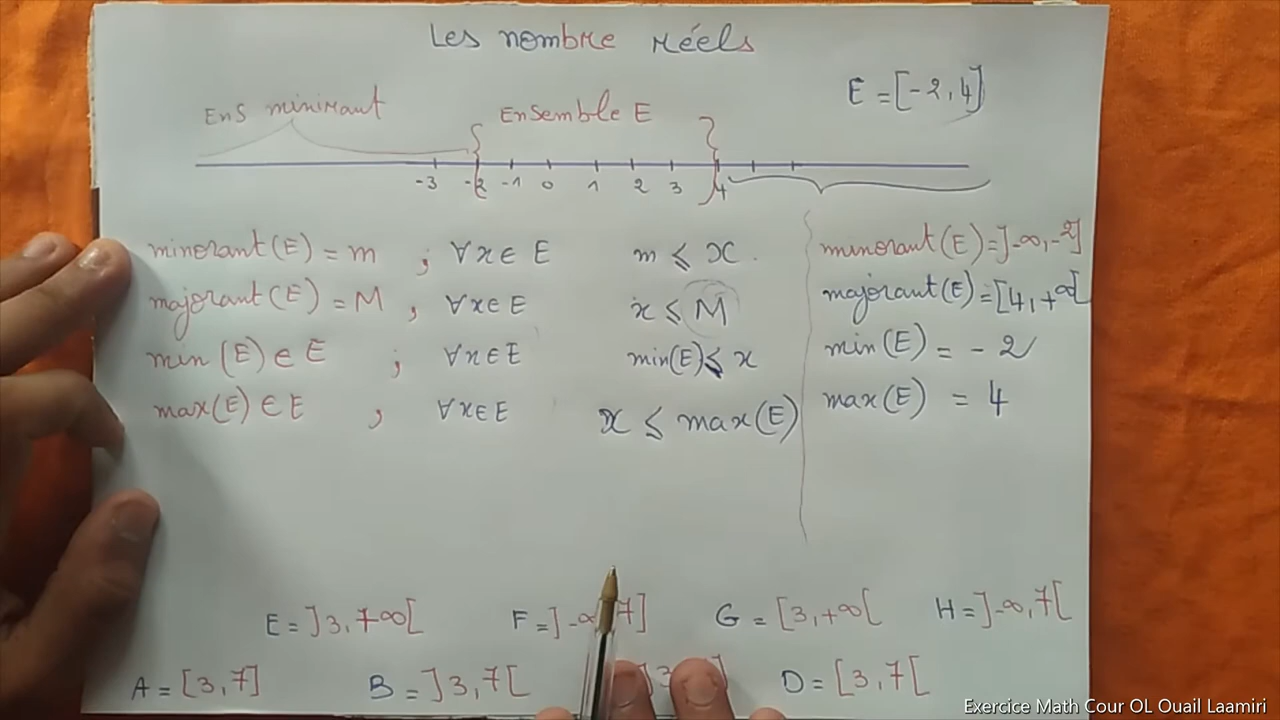 Les nombre réels
E = [-2, 4]
Ens minirant
Ensemble E
-3 -2 -1 0 1 2 3 4
minorant(E) = m ; ∀x∈E m ⩽ x
majorant(E) = M , ∀x∈E x ⩽ M
min(E) ∈ E ; ∀x∈E min(E) ⩽ x
max(E) ∈ E , ∀x∈E x ⩽ max(E)
minorant(E) = ]-∞, -2]
majorant(E) = [4, +∞[
min(E) = -2
max(E) = 4
E = ]3, +∞[ F = ]-∞ 7] G = [3, +∞[ H = ]-∞, 7[
A = [3, 7] B = ]3, 7[ ]3 ] D = [3, 7[
Exercice Math Cour OL Ouail Laamiri